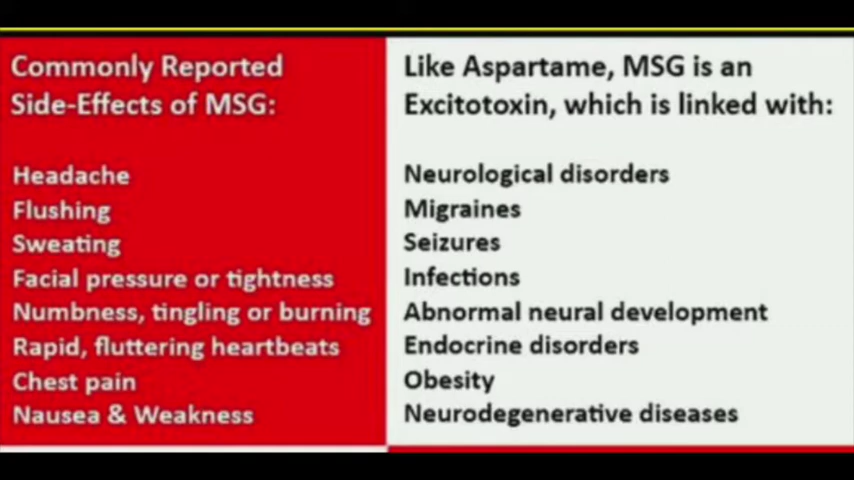 Commonly Reported
Side-Effects of MSG:
Headache
Flushing
Sweating
Facial pressure or tightness
Numbness, tingling or burning
Rapid, fluttering heartbeats
Chest pain
Nausea & Weakness
Like Aspartame, MSG is an
Excitotoxin, which is linked with:
Neurological disorders
Migraines
Seizures
Infections
Abnormal neural development
Endocrine disorders
Obesity
Neurodegenerative diseases